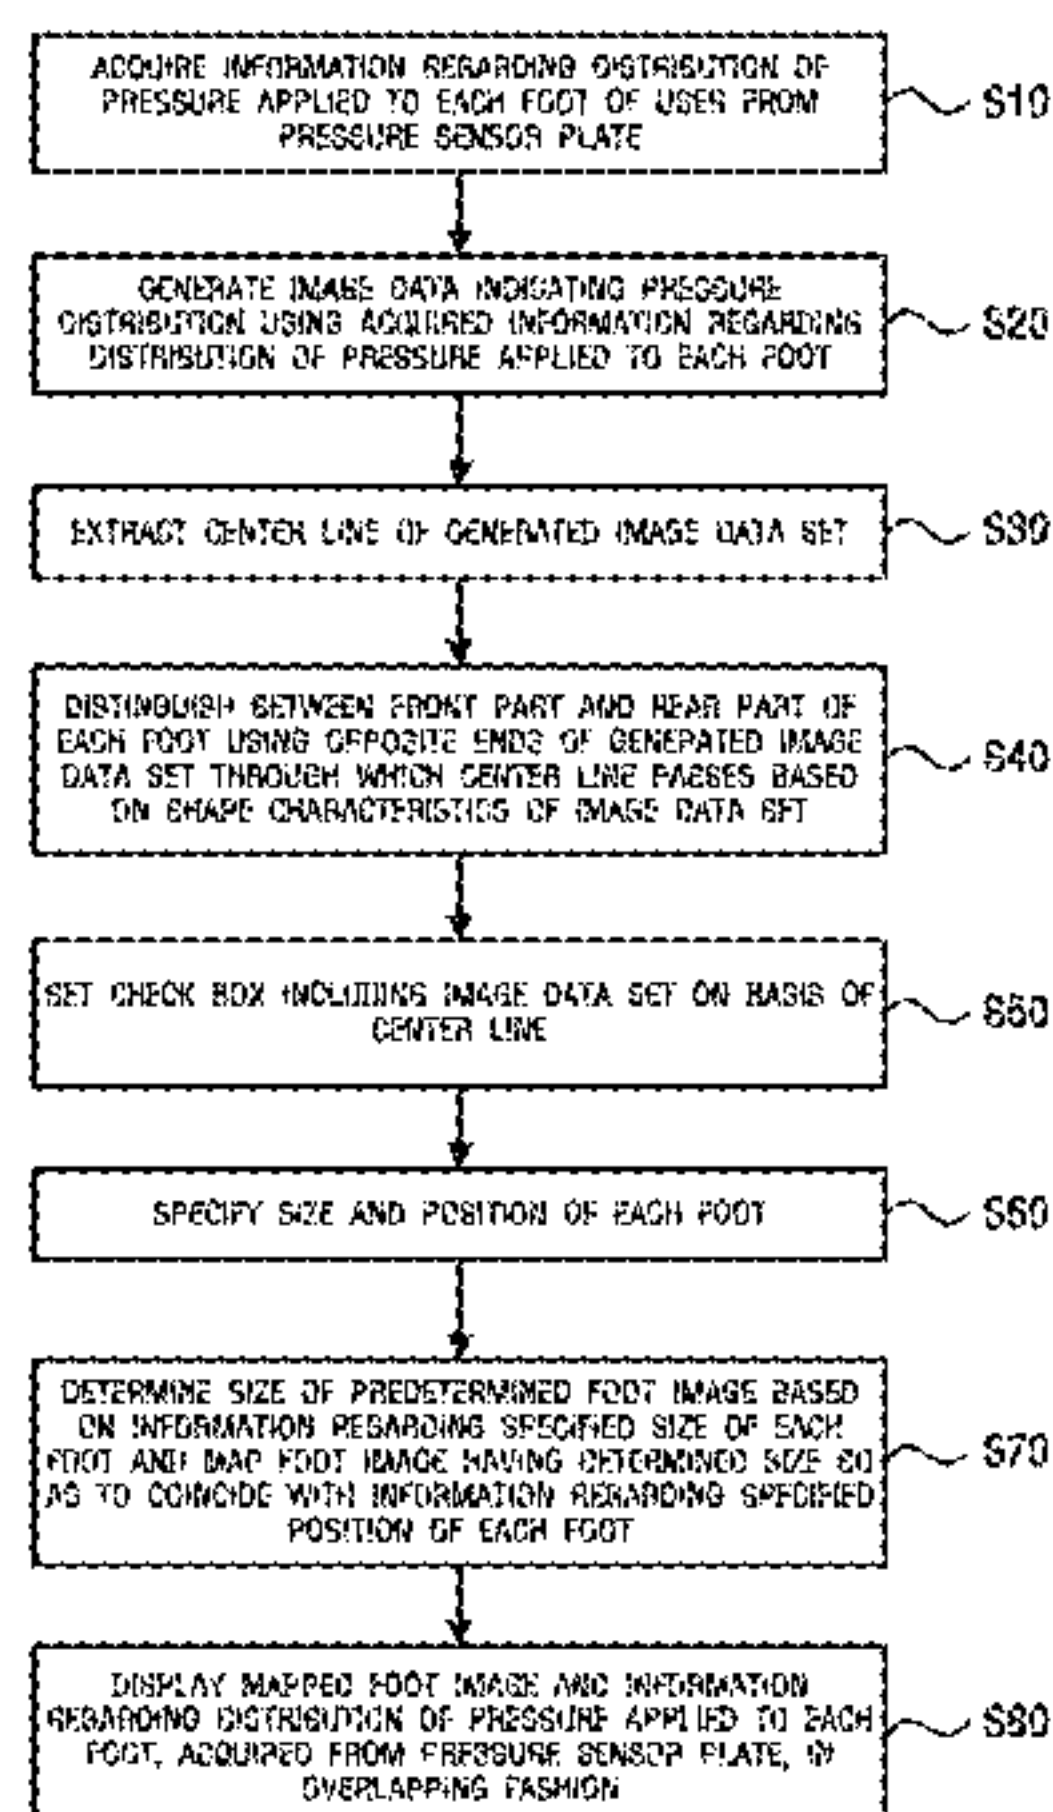 ACQUIRE INFORMATION REGARDING DISTRIBUTION OF
PRESSURE APPLIED TO EACH FOOT OF USER FROM
PRESSURE SENSOR PLATE
S10
GENERATE IMAGE DATA INDICATING PRESSURE
DISTRIBUTION USING ACQUIRED INFORMATION REGARDING
DISTRIBUTION OF PRESSURE APPLIED TO EACH FOOT
S20
EXTRACT CENTER LINE OF GENERATED IMAGE DATA SET
S30
DISTINGUISH BETWEEN FRONT PART AND REAR PART OF
EACH FOOT USING OPPOSITE ENDS OF GENERATED IMAGE
DATA SET THROUGH WHICH CENTER LINE PASSES BASED
ON SHAPE CHARACTERISTICS OF IMAGE DATA SET
S40
SET CHECK BOX INCLUDING IMAGE DATA SET ON BASIS OF
CENTER LINE
S50
SPECIFY SIZE AND POSITION OF EACH FOOT
S60
DETERMINE SIZE OF PREDETERMINED FOOT IMAGE BASED
ON INFORMATION REGARDING SPECIFIED SIZE OF EACH
FOOT AND MAP FOOT IMAGE HAVING DETERMINED SIZE SO
AS TO COINCIDE WITH INFORMATION REGARDING SPECIFIED
POSITION OF EACH FOOT
S70
DISPLAY MAPPED FOOT IMAGE AND INFORMATION
REGARDING DISTRIBUTION OF PRESSURE APPLIED TO EACH
FOOT, ACQUIRED FROM PRESSURE SENSOR PLATE, IN
OVERLAPPING FASHION
S80